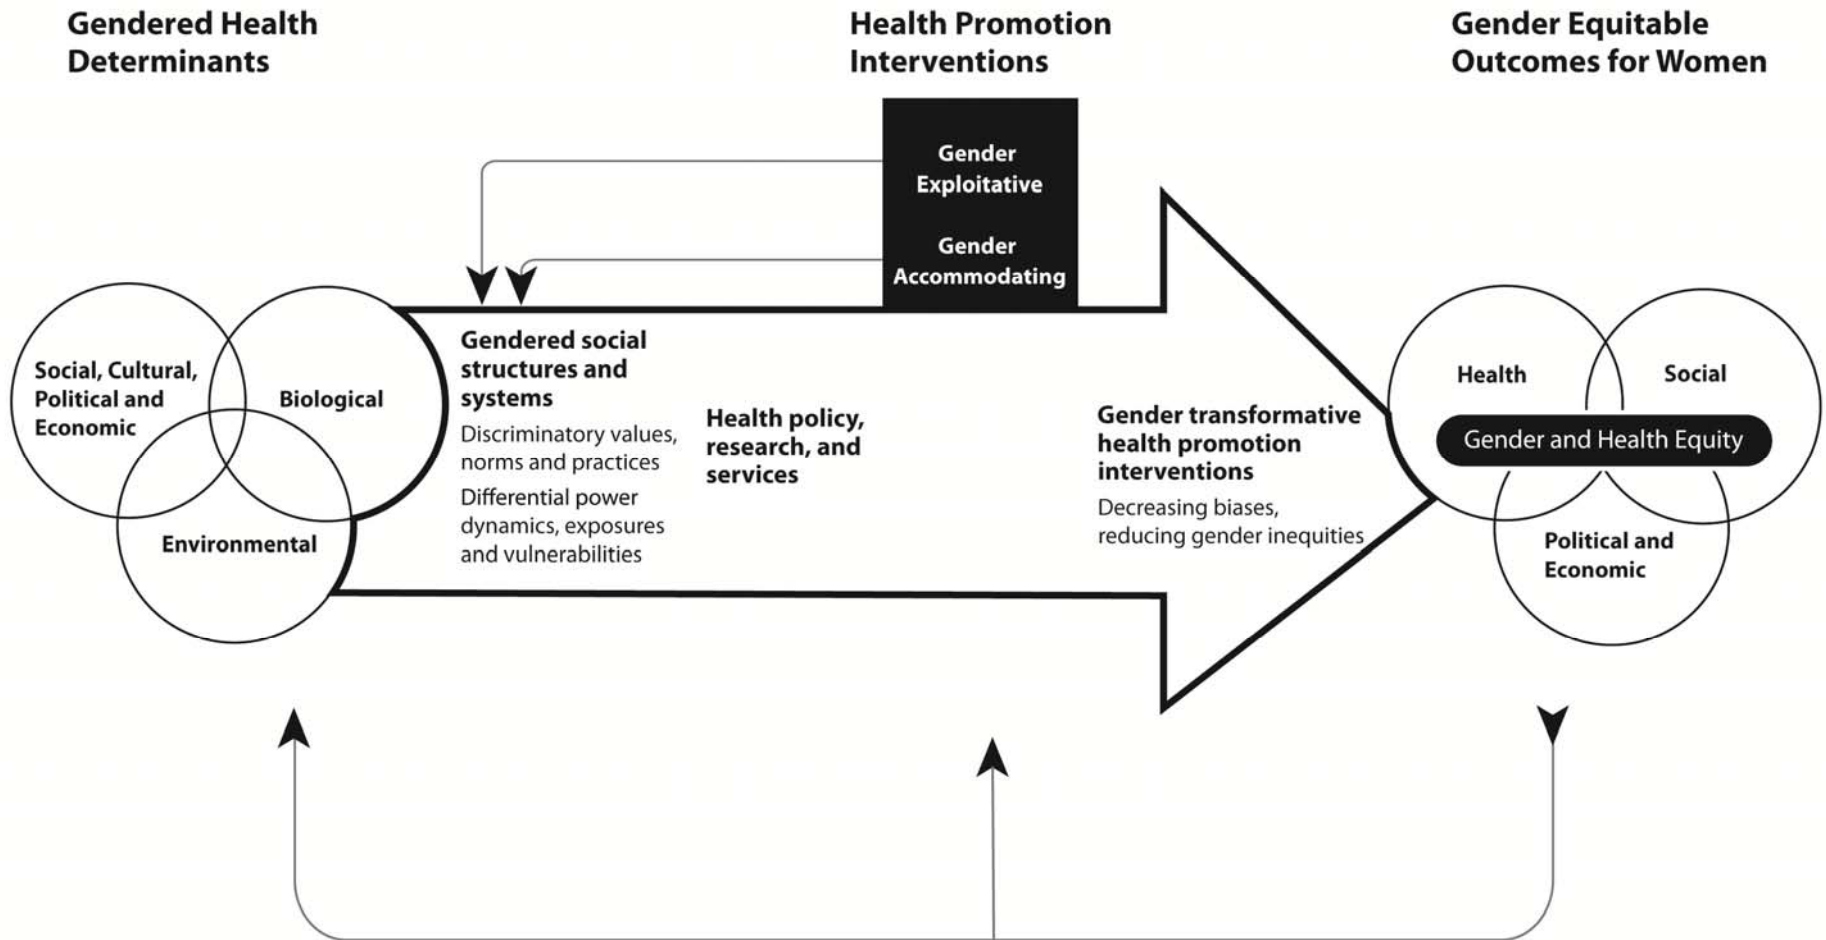 Gendered Health
Determinants
Health Promotion
Interventions
Gender Equitable
Outcomes for Women
Gender
Exploitative
Gender
Accommodating
Social, Cultural,
Political and
Economic
Biological
Environmental
Gendered social
structures and
systems
Discriminatory values,
norms and practices
Differential power
dynamics, exposures
and vulnerabilities
Health policy,
research, and
services
Gender transformative
health promotion
interventions
Decreasing biases,
reducing gender inequities
Health
Social
Gender and Health Equity
Political and
Economic